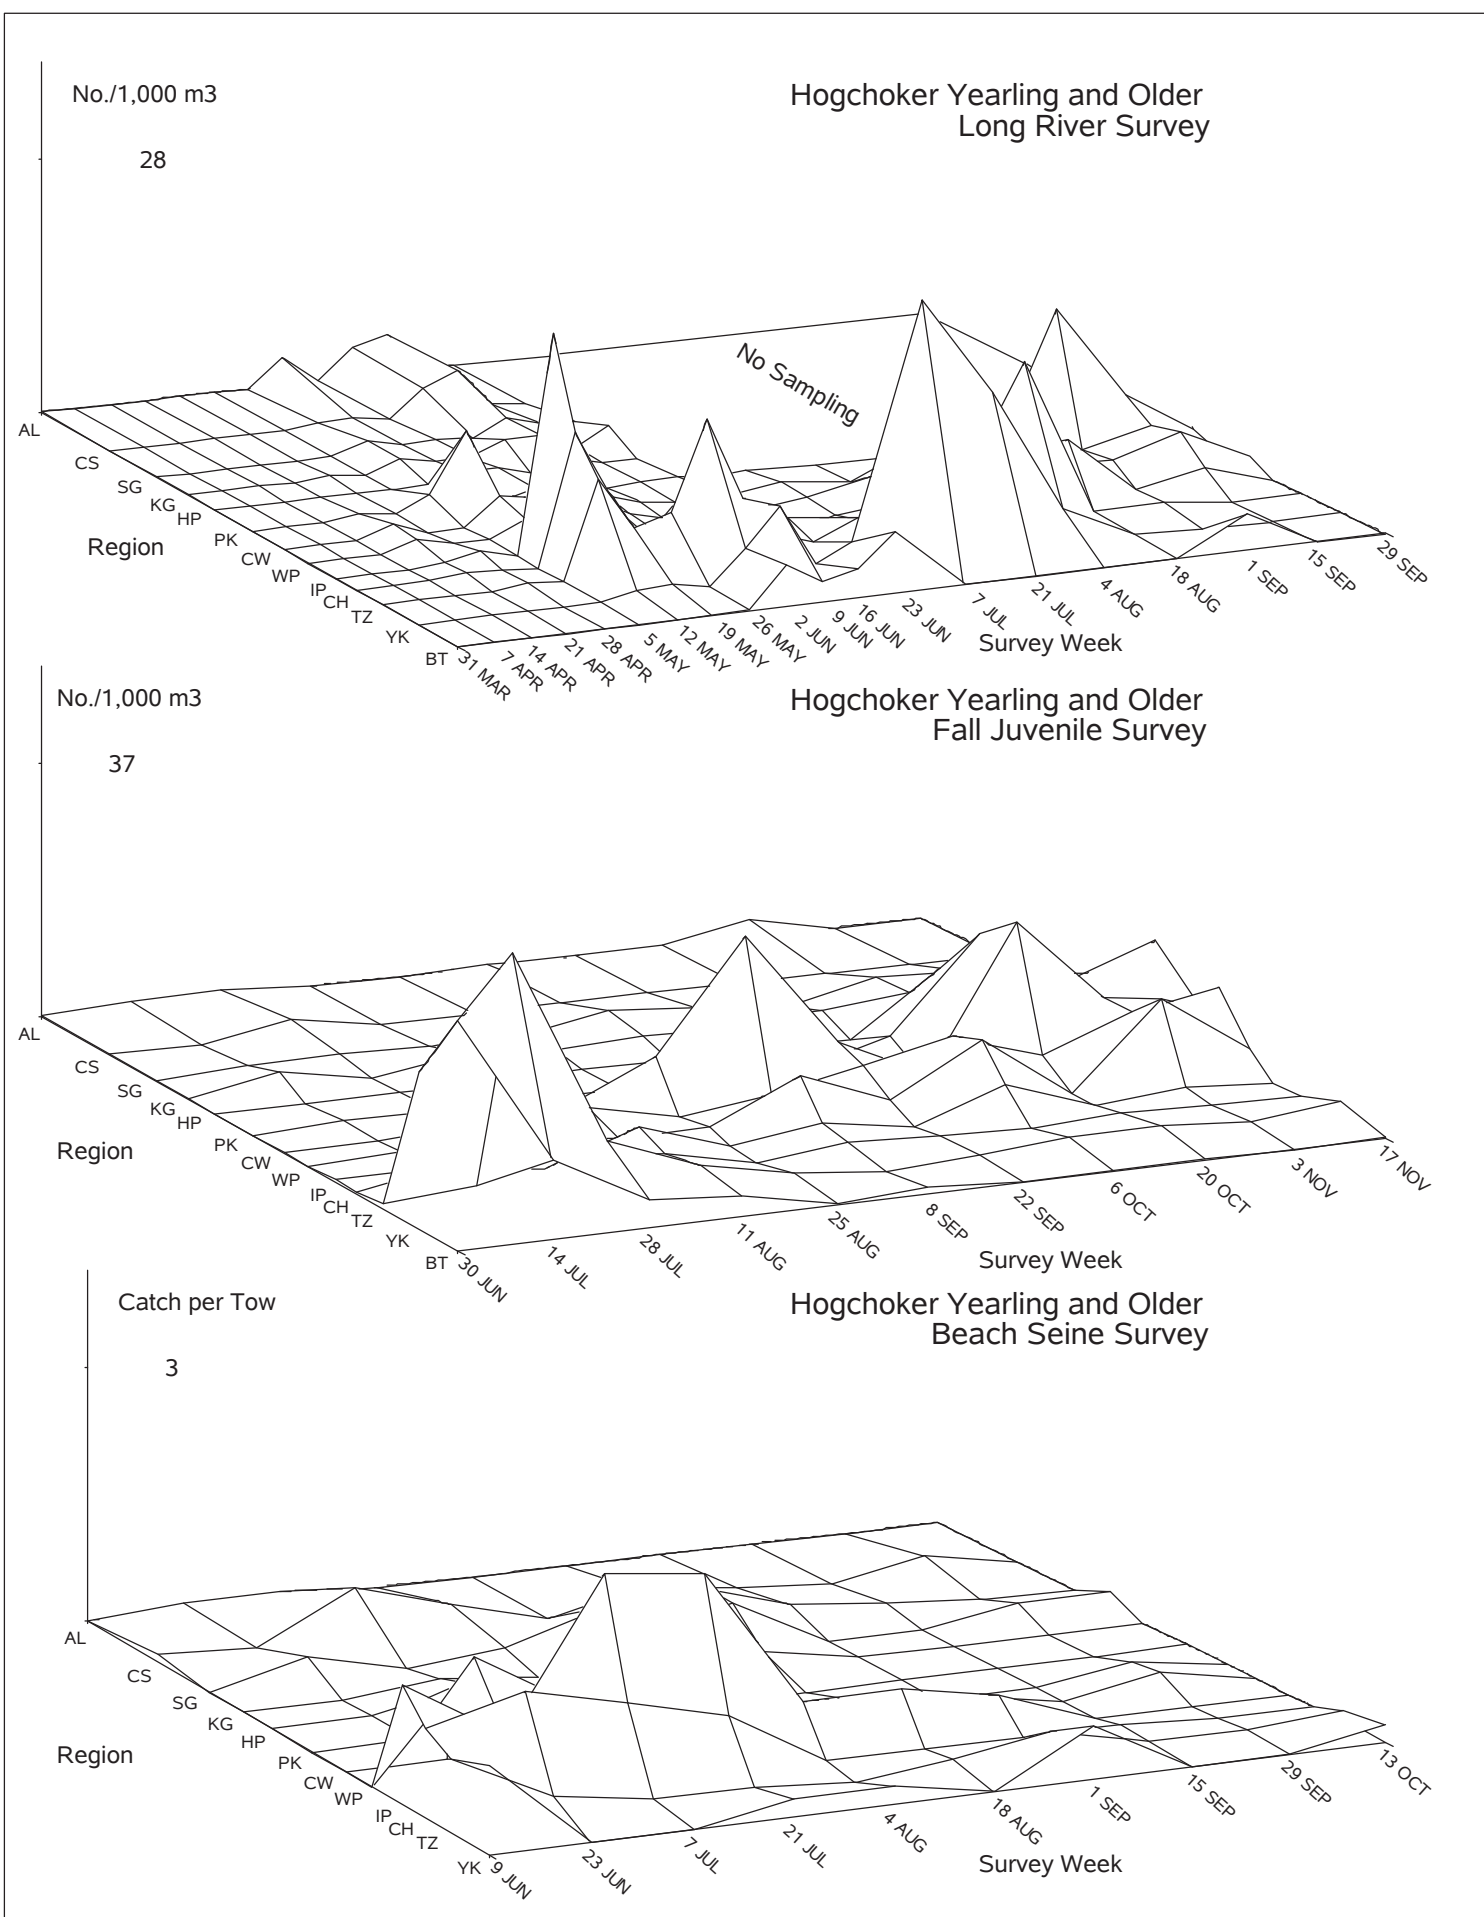 No./1,000 m3
28
Hogchoker Yearling and Older
Long River Survey
No Sampling
AL
CS
SG
KG
HP
PK
CW
WP
IP
CH
TZ
YK
BT
Region
31 MAR
7 APR
14 APR
21 APR
28 APR
5 MAY
12 MAY
19 MAY
26 MAY
2 JUN
9 JUN
16 JUN
23 JUN
7 JUL
21 JUL
4 AUG
18 AUG
1 SEP
15 SEP
29 SEP
Survey Week
No./1,000 m3
37
Hogchoker Yearling and Older
Fall Juvenile Survey
AL
CS
SG
KG
HP
PK
CW
WP
IP
CH
TZ
YK
BT
Region
30 JUN
14 JUL
28 JUL
11 AUG
25 AUG
8 SEP
22 SEP
6 OCT
20 OCT
3 NOV
17 NOV
Survey Week
Catch per Tow
3
Hogchoker Yearling and Older
Beach Seine Survey
AL
CS
SG
KG
HP
PK
CW
WP
IP
CH
TZ
YK
Region
9 JUN
23 JUN
7 JUL
21 JUL
4 AUG
18 AUG
1 SEP
15 SEP
29 SEP
13 OCT
Survey Week